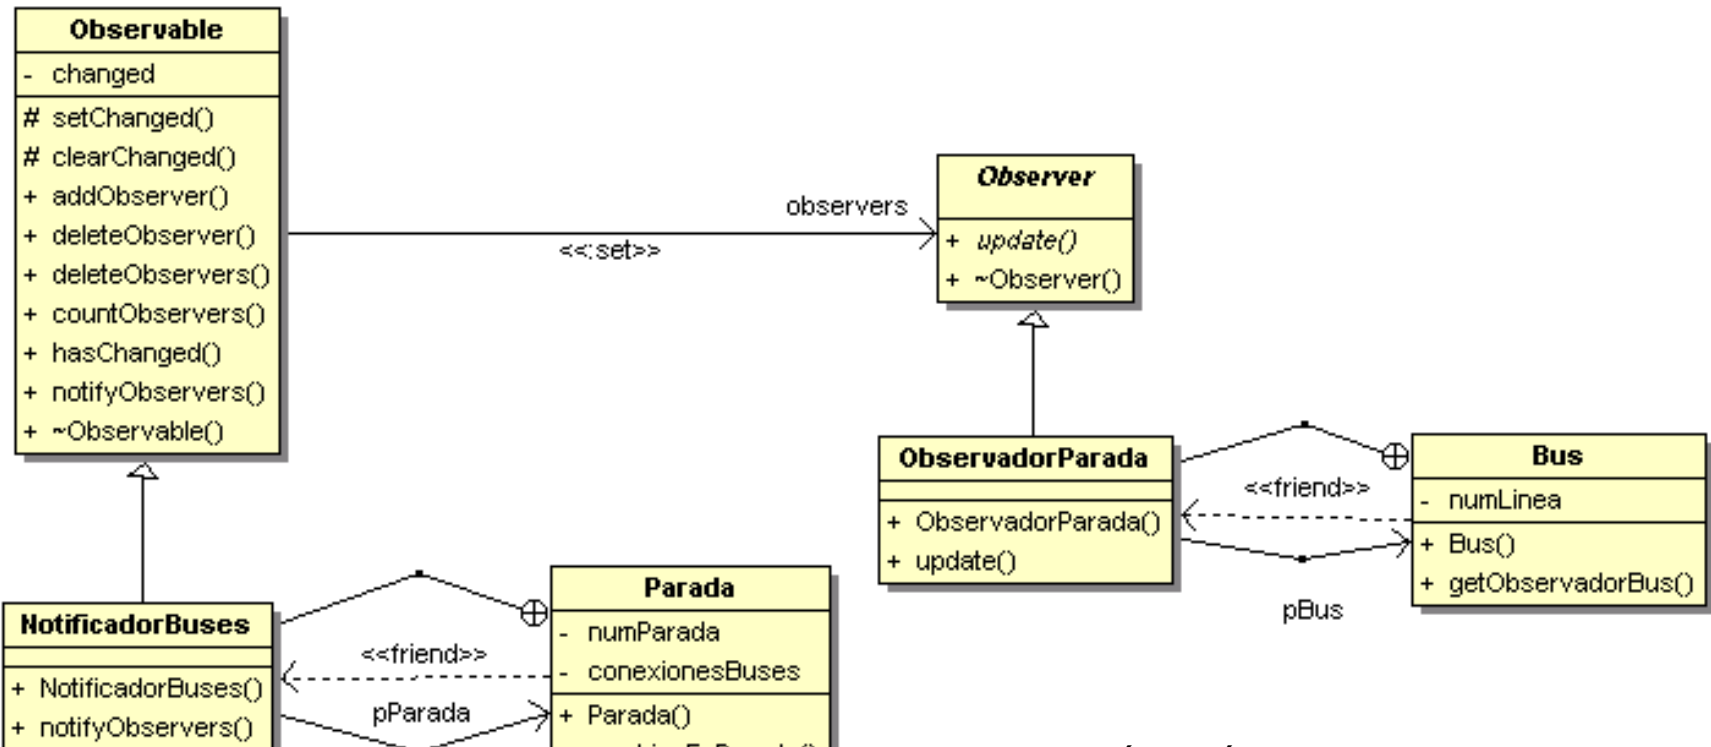 Observable
- changed
# setChanged()
# clearChanged()
+ addObserver()
+ deleteObserver()
+ deleteObservers()
+ countObservers()
+ hasChanged()
+ notifyObservers()
+ ~Observable()
observers
<<:set>>
Observer
+ update()
+ ~Observer()
ObservadorParada
+ ObservadorParada()
+ update()
<<friend>>
pBus
Bus
- numLinea
+ Bus()
+ getObservadorBus()
NotificadorBuses
+ NotificadorBuses()
+ notifyObservers()
<<friend>>
pParada
Parada
- numParada
- conexionesBuses
+ Parada()